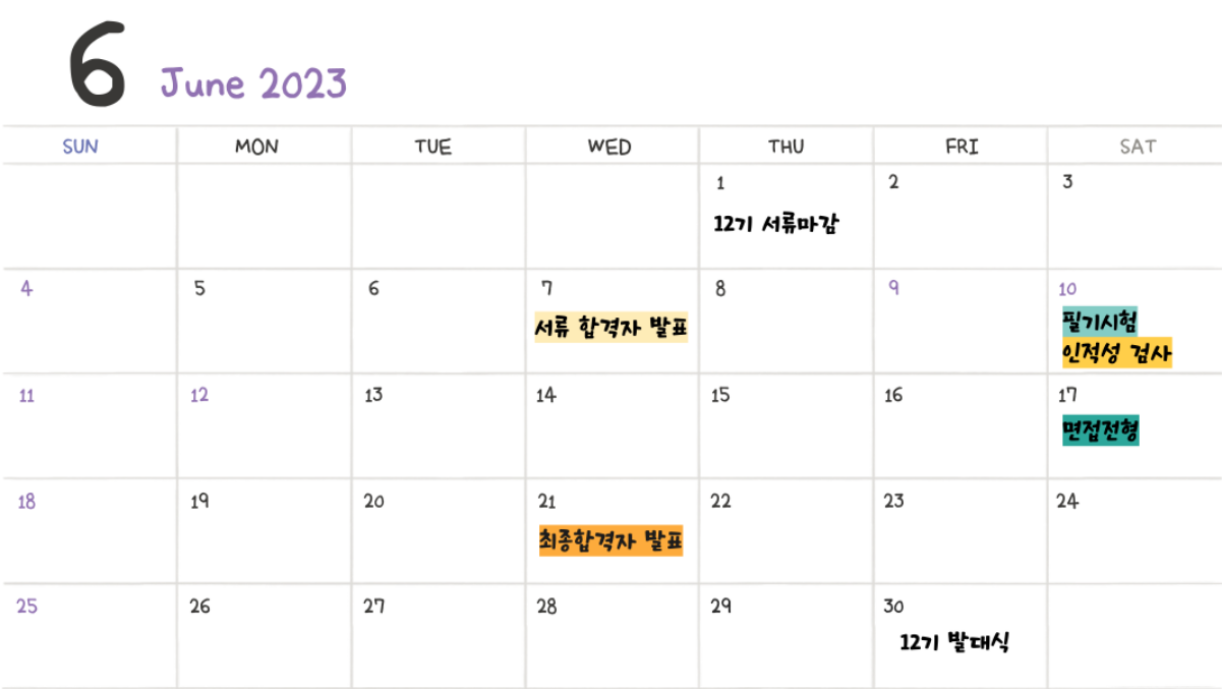 6 June 2023
SUN MON TUE WED THU FRI SAT
1 2 3
12기 서류마감
4 5 6 7 8 9 10
서류 합격자 발표
필기시험
인적성 검사
11 12 13 14 15 16 17
면접전형
18 19 20 21 22 23 24
최종합격자 발표
25 26 27 28 29 30
12기 발대식